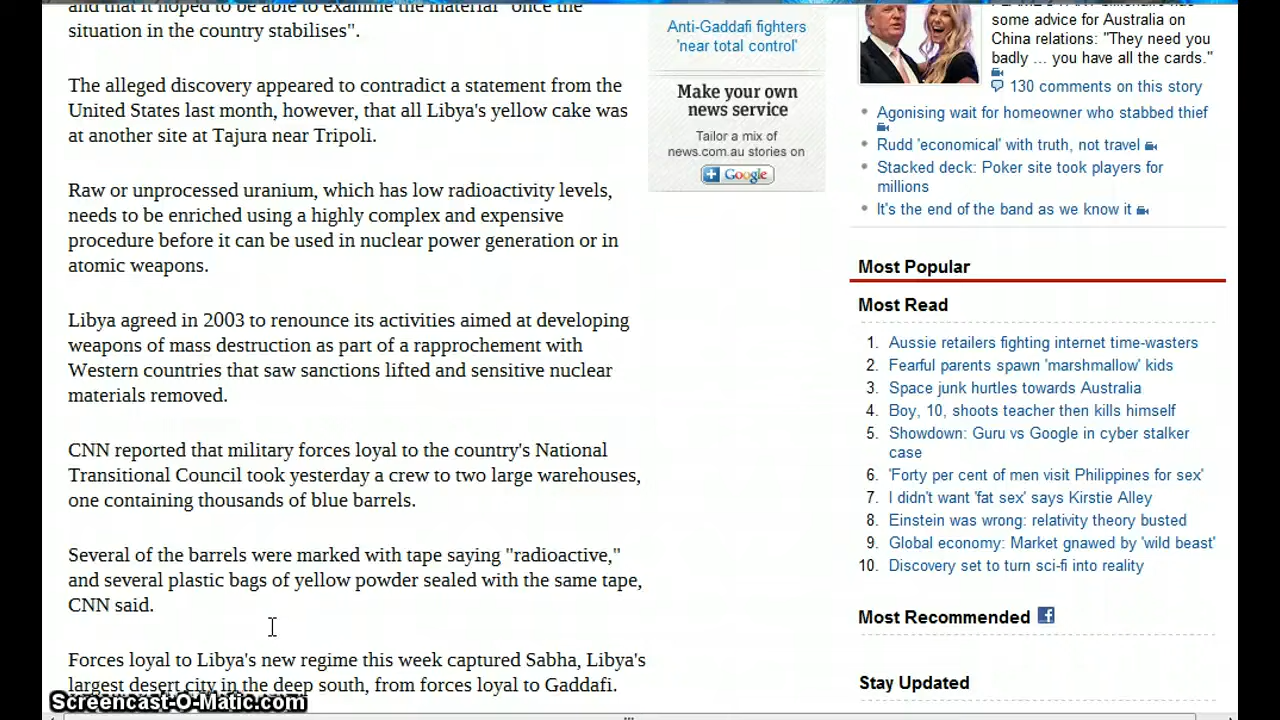 and that it hoped to be able to examine the material "once the
situation in the country stabilises".
The alleged discovery appeared to contradict a statement from the
United States last month, however, that all Libya's yellow cake was
at another site at Tajura near Tripoli.
Raw or unprocessed uranium, which has low radioactivity levels,
needs to be enriched using a highly complex and expensive
procedure before it can be used in nuclear power generation or in
atomic weapons.
Libya agreed in 2003 to renounce its activities aimed at developing
weapons of mass destruction as part of a rapprochement with
Western countries that saw sanctions lifted and sensitive nuclear
materials removed.
CNN reported that military forces loyal to the country's National
Transitional Council took yesterday a crew to two large warehouses,
one containing thousands of blue barrels.
Several of the barrels were marked with tape saying "radioactive,"
and several plastic bags of yellow powder sealed with the same tape,
CNN said.
Forces loyal to Libya's new regime this week captured Sabha, Libya's
largest desert city in the deep south, from forces loyal to Gaddafi.
Screencast-O-Matic.com
Anti-Gaddafi fighters
'near total control'
Make your own
news service
Tailor a mix of
news.com.au stories on
Google
some advice for Australia on
China relations: "They need you
badly ... you have all the cards."
130 comments on this story
Agonising wait for homeowner who stabbed thief
Rudd 'economical' with truth, not travel
Stacked deck: Poker site took players for
millions
It's the end of the band as we know it
Most Popular
Most Read
1. Aussie retailers fighting internet time-wasters
2. Fearful parents spawn 'marshmallow' kids
3. Space junk hurtles towards Australia
4. Boy, 10, shoots teacher then kills himself
5. Showdown: Guru vs Google in cyber stalker
case
6. 'Forty per cent of men visit Philippines for sex'
7. I didn't want 'fat sex' says Kirstie Alley
8. Einstein was wrong: relativity theory busted
9. Global economy: Market gnawed by 'wild beast'
10. Discovery set to turn sci-fi into reality
Most Recommended
Stay Updated